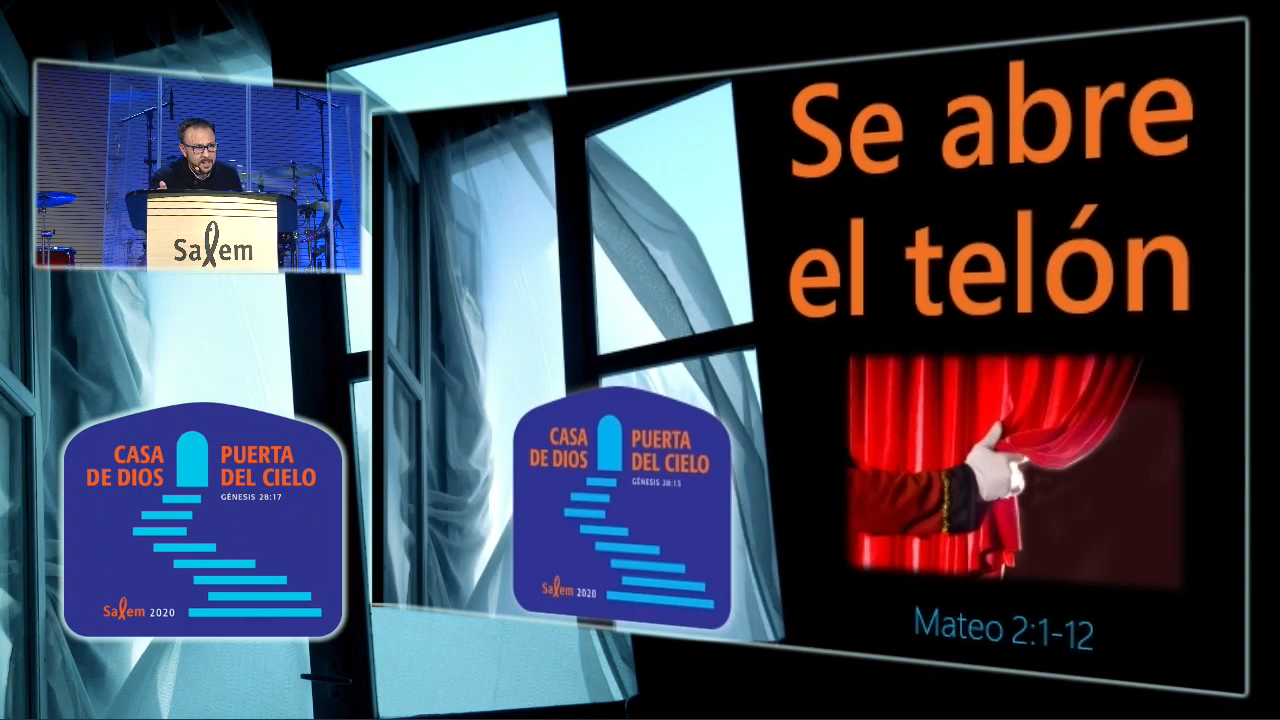 Salem
CASA
DE DIOS
PUERTA
DEL CIELO
GÉNESIS 28:17
Salem 2020
CASA
DE DIOS
PUERTA
DEL CIELO
GÉNESIS 28:13
Salem 2020
Se abre
el telón
Mateo 2:1-12